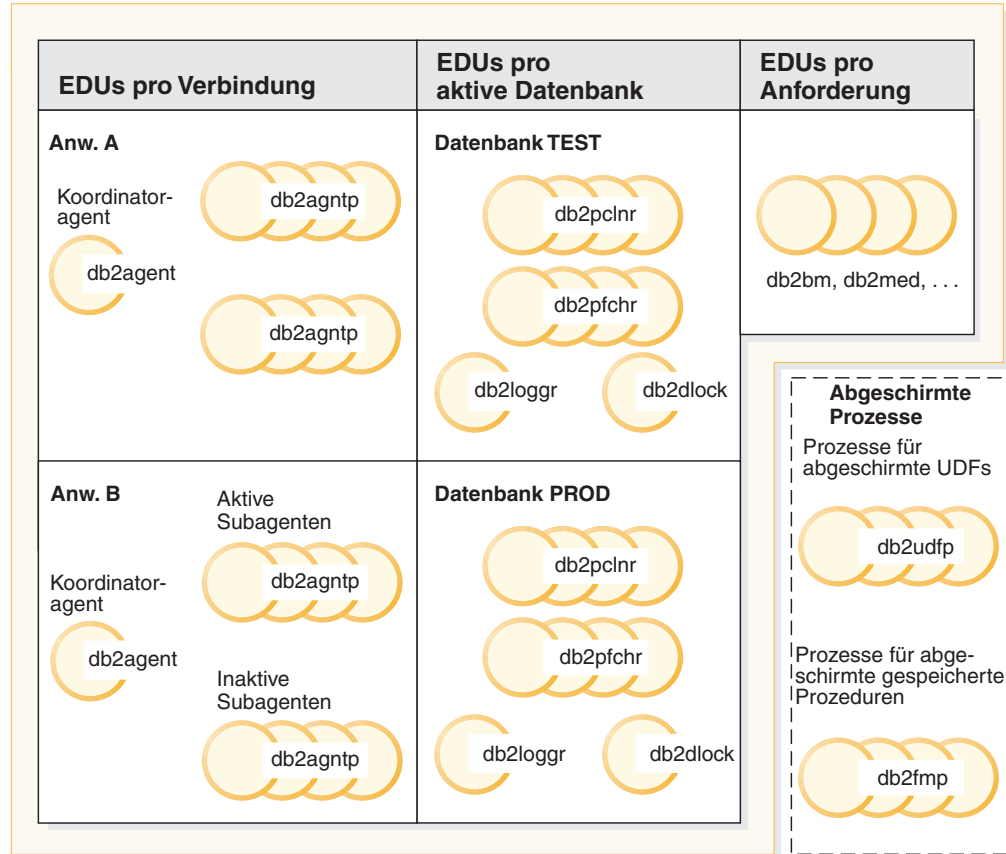 EDUs pro Verbindung
EDUs pro
aktive Datenbank
EDUs pro
Anforderung
Anw. A
Koordinator-
agent
db2agent
db2agntp
db2agntp
Datenbank TEST
db2pclnr
db2pfchr
db2loggr
db2dlock
db2bm, db2med, . . .
Anw. B
Koordinator-
agent
db2agent
Aktive
Subagenten
db2agntp
Inaktive
Subagenten
db2agntp
Datenbank PROD
db2pclnr
db2pfchr
db2loggr
db2dlock
Abgeschirmte
Prozesse
Prozesse für
abgeschirmte UDFs
db2udfp
Prozesse für abge-
schirmte gespeicherte
Prozeduren
db2fmp